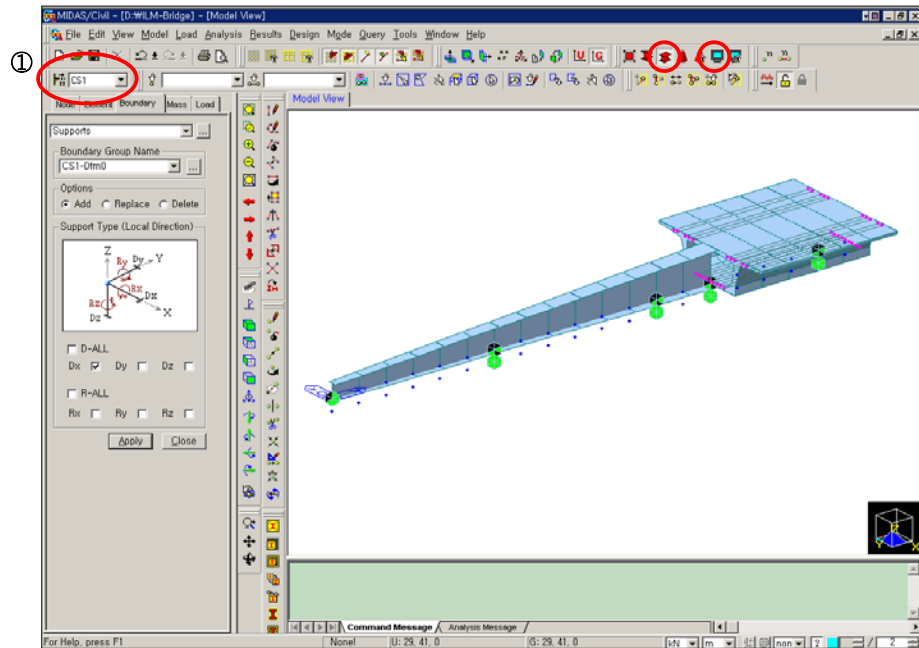 MIDAS/Civil - [D:\ILM-Bridge] - [Model View]
File Edit View Model Load Analysis Results Design Mode Query Tools Window Help
①
CS1
Node Element Boundary Mass Load
Model View
Supports
...
Boundary Group Name
CS1-Dtm0
...
Options
Add Replace Delete
Support Type (Local Direction)
Z
Ry Dy Y
Rz Rx Dx
Dz X
D-ALL
Dx Dy Dz
R-ALL
Rx Ry Rz
Apply Close
Z
Y X
Command Message Analysis Message
For Help, press F1 None! U: 29, 41, 0 G: 29, 41, 0 kN m non ? / 2